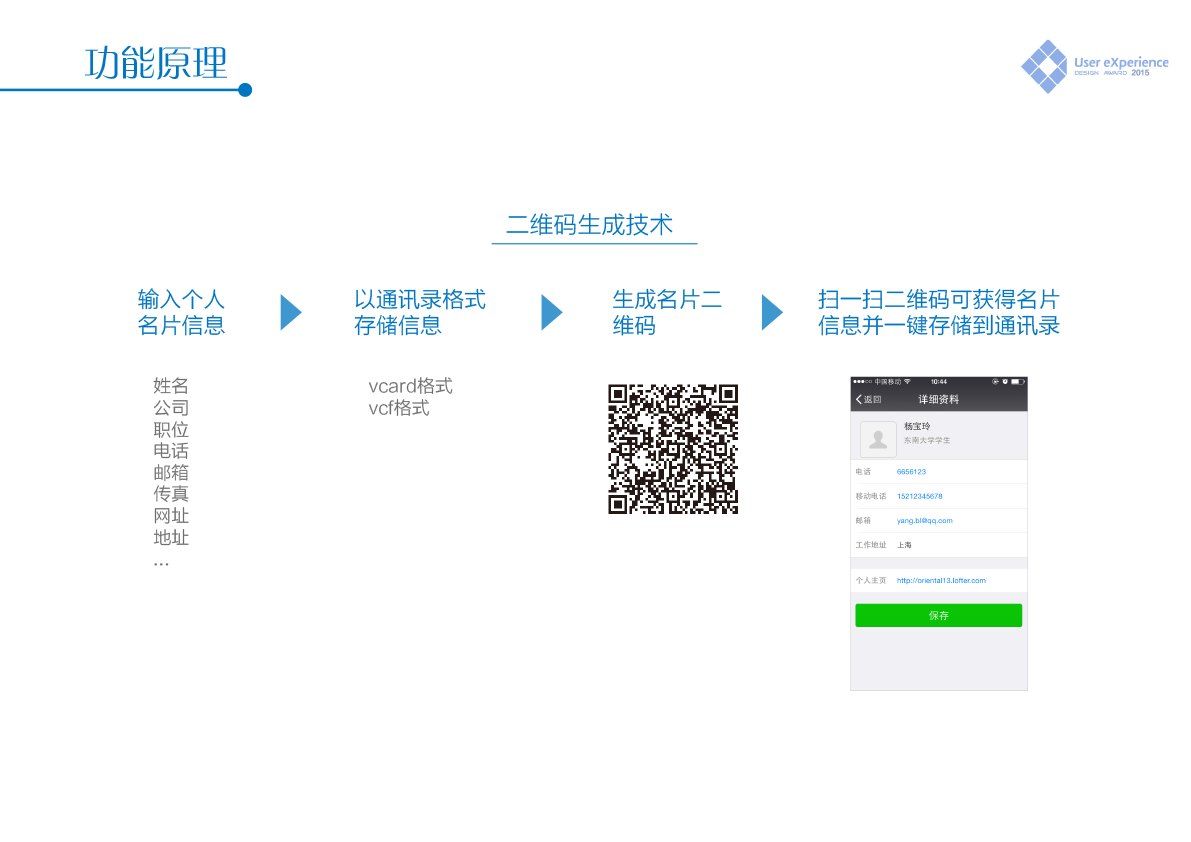 功能原理
User eXperience
DESIGN AWARD 2015
二维码生成技术
输入个人
名片信息
以通讯录格式
存储信息
生成名片二
维码
扫一扫二维码可获得名片
信息并一键存储到通讯录
姓名
公司
职位
电话
邮箱
传真
网址
地址
...
vcard格式
vcf格式
中国移动 10:44
返回 详细资料
杨宝玲
东南大学学生
电话 6656123
移动电话 15212345678
邮箱 yang.bl@qq.com
工作地址 上海
个人主页 http://oriental13.lofter.com
保存